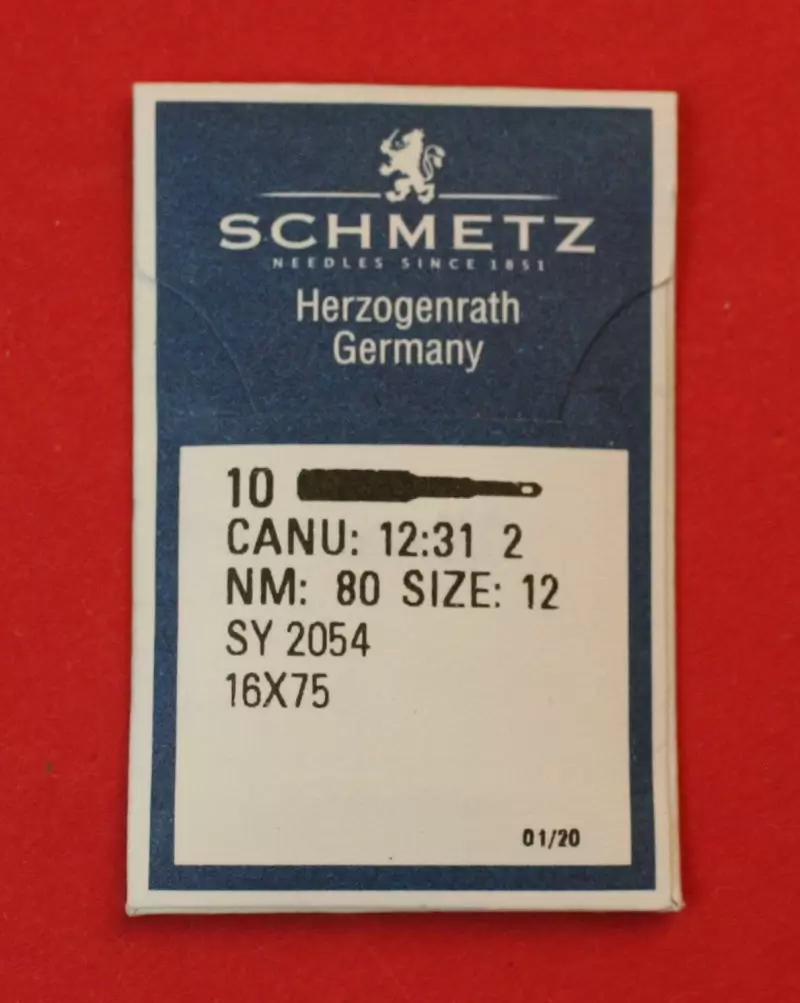 SCHMETZ
NEEDLES SINCE 1851
Herzogenrath
Germany
10
CANU: 12:31 2
NM: 80 SIZE: 12
SY 2054
16X75
01/20